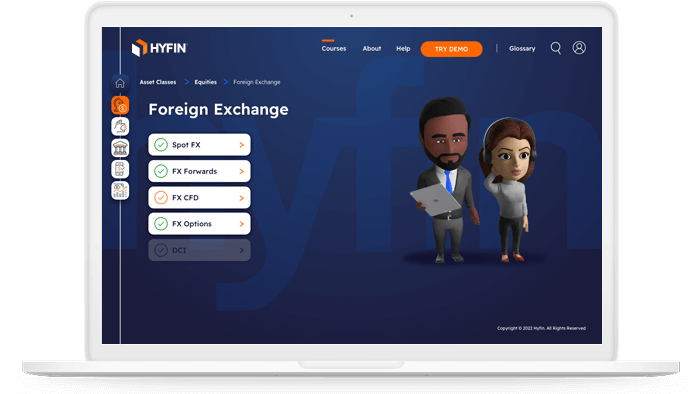 HYFIN
Courses About Help TRY DEMO Glossary
Asset Classes Equities Foreign Exchange
Foreign Exchange
Spot FX
FX Forwards
FX CFD
FX Options
DCI
hyfin
Copyright © 2022 Hyfin. All Rights Reserved